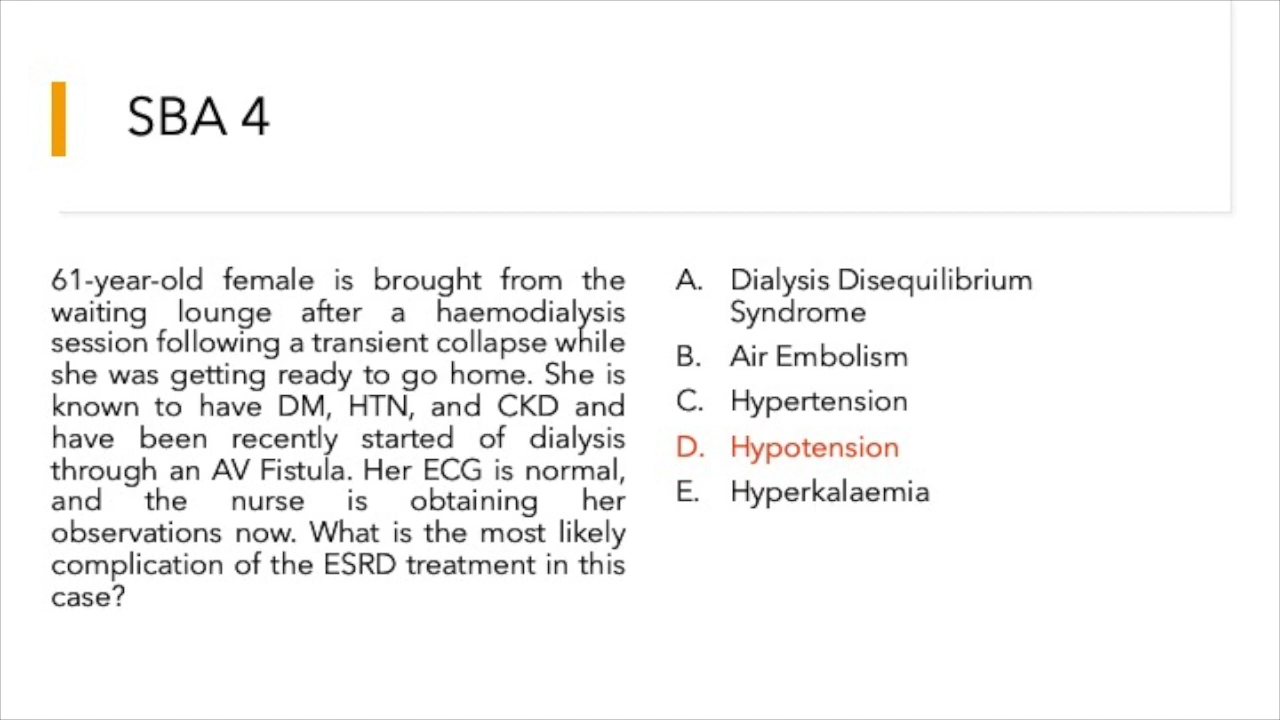 SBA 4
61-year-old female is brought from the
waiting lounge after a haemodialysis
session following a transient collapse while
she was getting ready to go home. She is
known to have DM, HTN, and CKD and
have been recently started of dialysis
through an AV Fistula. Her ECG is normal,
and the nurse is obtaining her
observations now. What is the most likely
complication of the ESRD treatment in this
case?
A. Dialysis Disequilibrium
Syndrome
B. Air Embolism
C. Hypertension
D. Hypotension
E. Hyperkalaemia